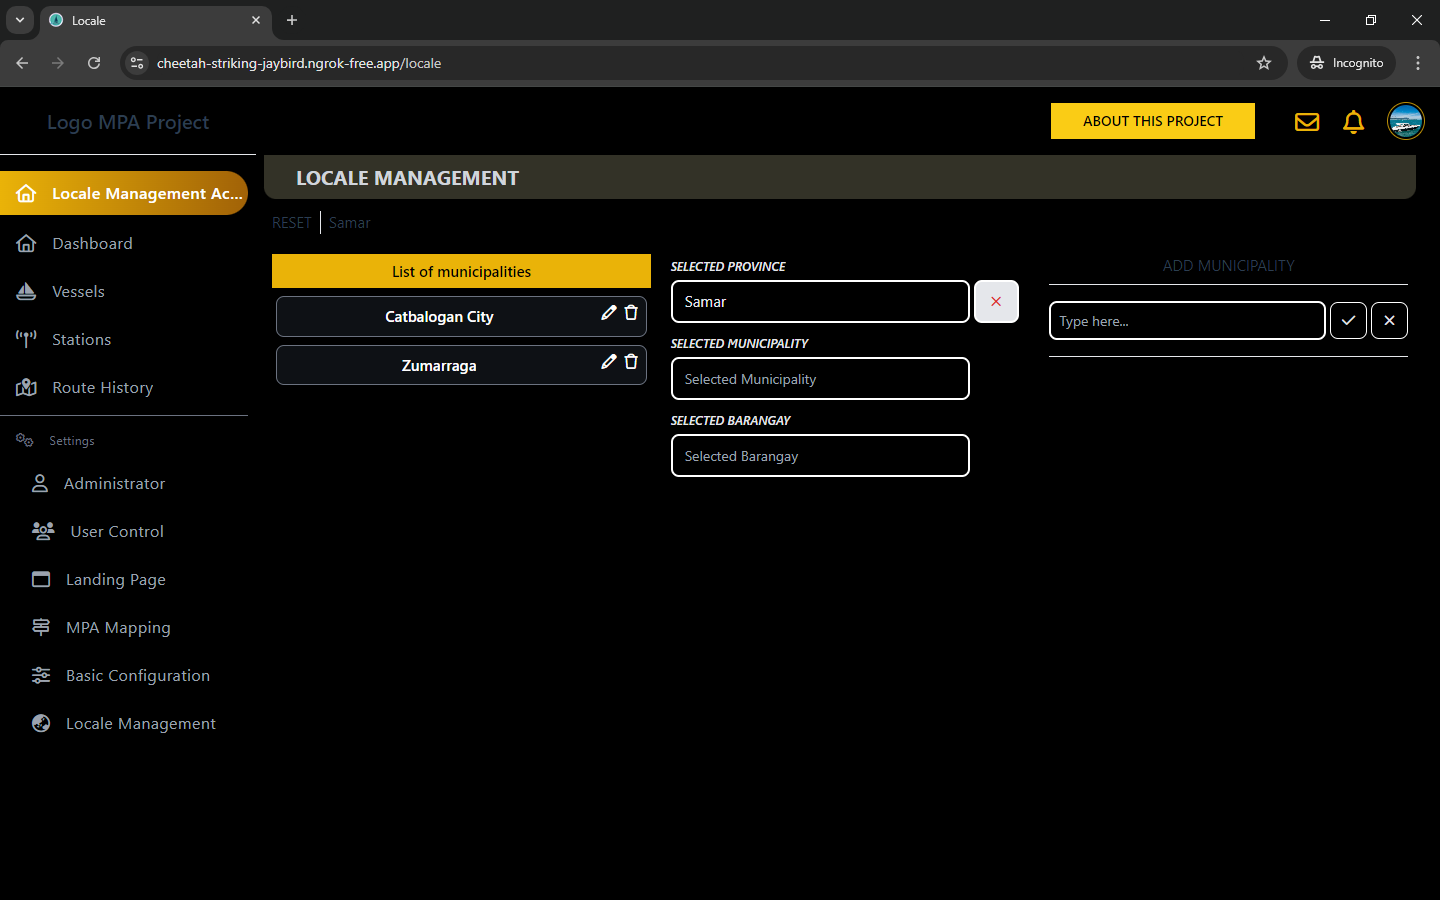 Locale
cheetah-striking-jaybird.ngrok-free.app/locale
Incognito
Logo MPA Project
ABOUT THIS PROJECT
Locale Management Ac...
Dashboard
Vessels
Stations
Route History
Settings
Administrator
User Control
Landing Page
MPA Mapping
Basic Configuration
Locale Management
LOCALE MANAGEMENT
RESET
Samar
List of municipalities
Catbalogan City
Zumarraga
SELECTED PROVINCE
Samar
SELECTED MUNICIPALITY
Selected Municipality
SELECTED BARANGAY
Selected Barangay
ADD MUNICIPALITY
Type here...